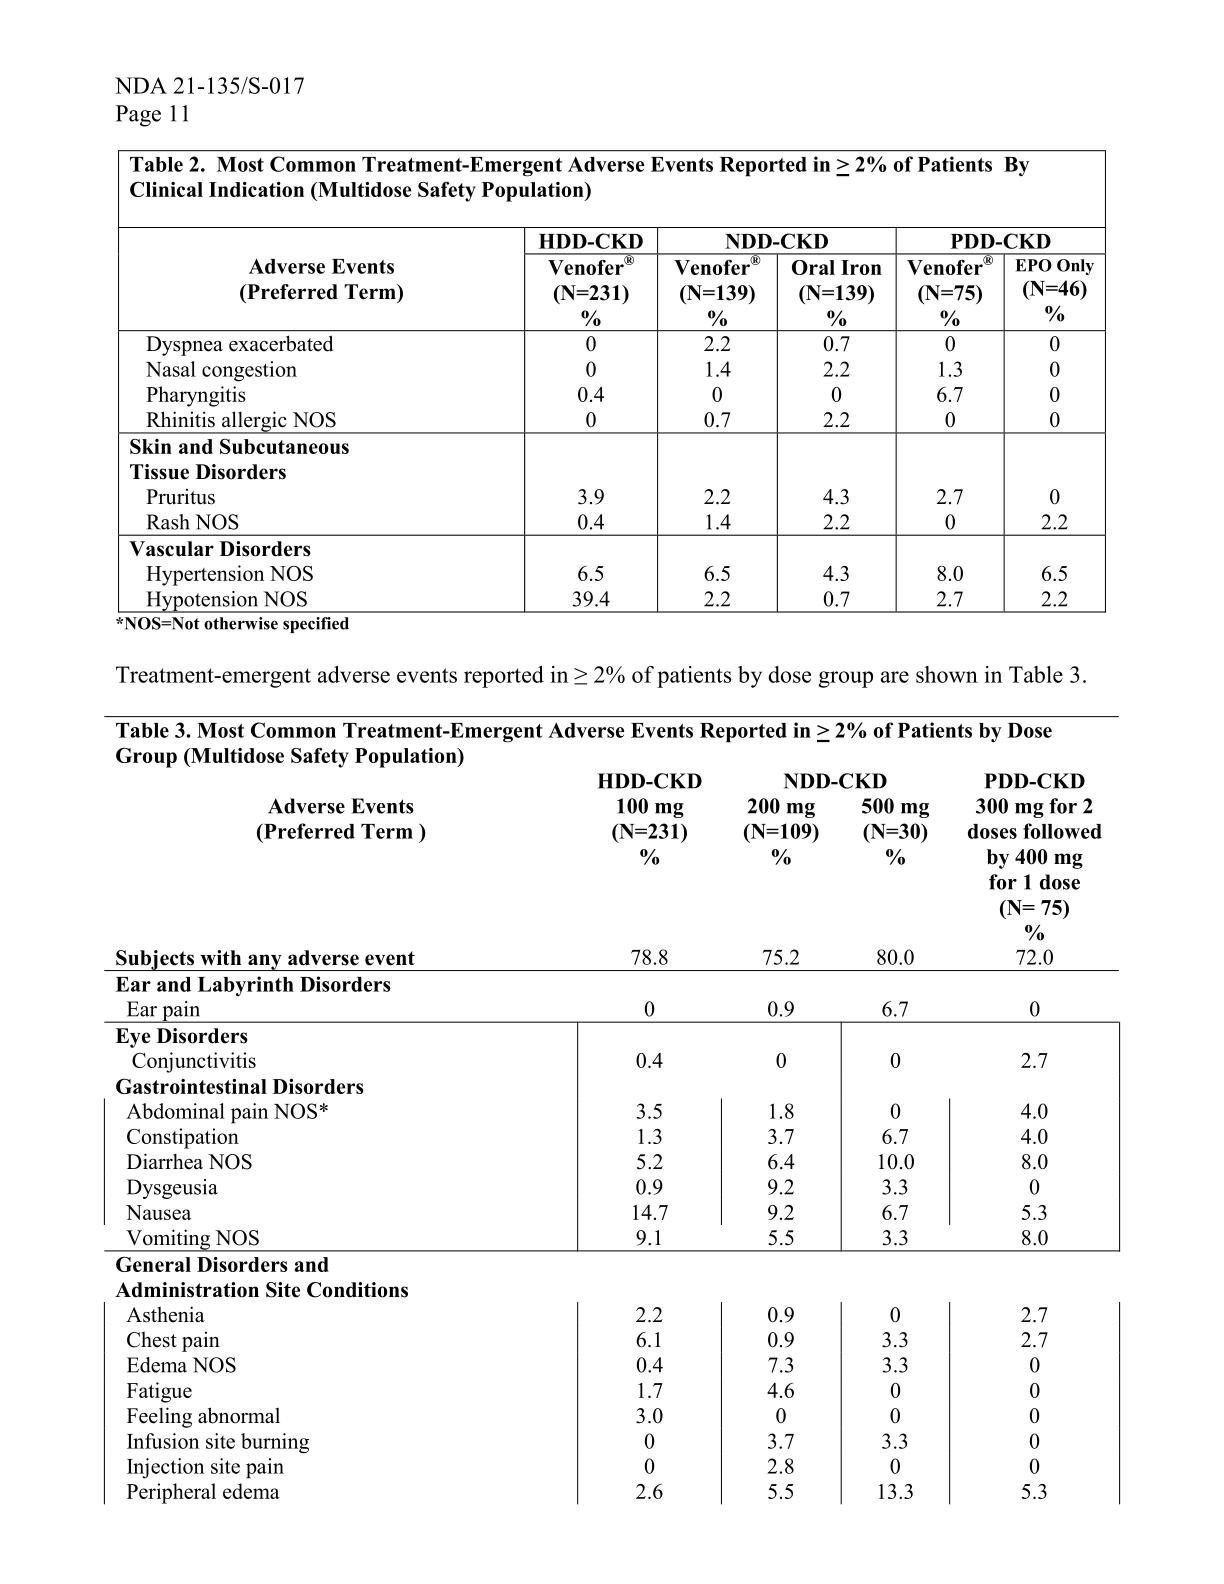 NDA 21-135/S-017
Page 11
Table 2.  Most Common Treatment-Emergent Adverse Events Reported in ≥ 2% of Patients  By
Clinical Indication (Multidose Safety Population)
HDD-CKD NDD-CKD PDD-CKD
Adverse Events
(Preferred Term)
Venofer® Venofer® Oral Iron Venofer® EPO Only
(N=231) (N=139) (N=139) (N=75) (N=46)
% % % % %
Dyspnea exacerbated 0 2.2 0.7 0 0
Nasal congestion 0 1.4 2.2 1.3 0
Pharyngitis 0.4 0 0 6.7 0
Rhinitis allergic NOS 0 0.7 2.2 0 0
Skin and Subcutaneous
Tissue Disorders
Pruritus 3.9 2.2 4.3 2.7 0
Rash NOS 0.4 1.4 2.2 0 2.2
Vascular Disorders
Hypertension NOS 6.5 6.5 4.3 8.0 6.5
Hypotension NOS 39.4 2.2 0.7 2.7 2.2
*NOS=Not otherwise specified
Treatment-emergent adverse events reported in ≥ 2% of patients by dose group are shown in Table 3.
Table 3. Most Common Treatment-Emergent Adverse Events Reported in ≥ 2% of Patients by Dose
Group (Multidose Safety Population)
HDD-CKD NDD-CKD PDD-CKD
Adverse Events 100 mg 200 mg 500 mg 300 mg for 2
(Preferred Term ) (N=231) (N=109) (N=30) doses followed
% % % by 400 mg
for 1 dose
(N= 75)
%
Subjects with any adverse event 78.8 75.2 80.0 72.0
Ear and Labyrinth Disorders
Ear pain 0 0.9 6.7 0
Eye Disorders
Conjunctivitis 0.4 0 0 2.7
Gastrointestinal Disorders
Abdominal pain NOS* 3.5 1.8 0 4.0
Constipation 1.3 3.7 6.7 4.0
Diarrhea NOS 5.2 6.4 10.0 8.0
Dysgeusia 0.9 9.2 3.3 0
Nausea 14.7 9.2 6.7 5.3
Vomiting NOS 9.1 5.5 3.3 8.0
General Disorders and
Administration Site Conditions
Asthenia 2.2 0.9 0 2.7
Chest pain 6.1 0.9 3.3 2.7
Edema NOS 0.4 7.3 3.3 0
Fatigue 1.7 4.6 0 0
Feeling abnormal 3.0 0 0 0
Infusion site burning 0 3.7 3.3 0
Injection site pain 0 2.8 0 0
Peripheral edema 2.6 5.5 13.3 5.3